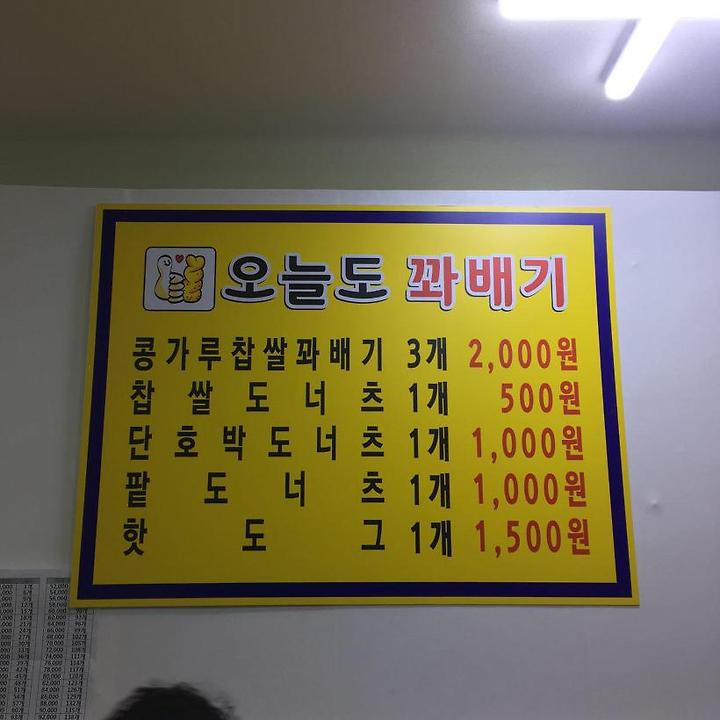 오늘도 꽈배기
콩가루찹쌀꽈배기 3개 2,000원
찹쌀도너츠 1개 500원
단호박도너츠 1개 1,000원
팥도너츠 1개 1,000원
핫도그 1개 1,500원